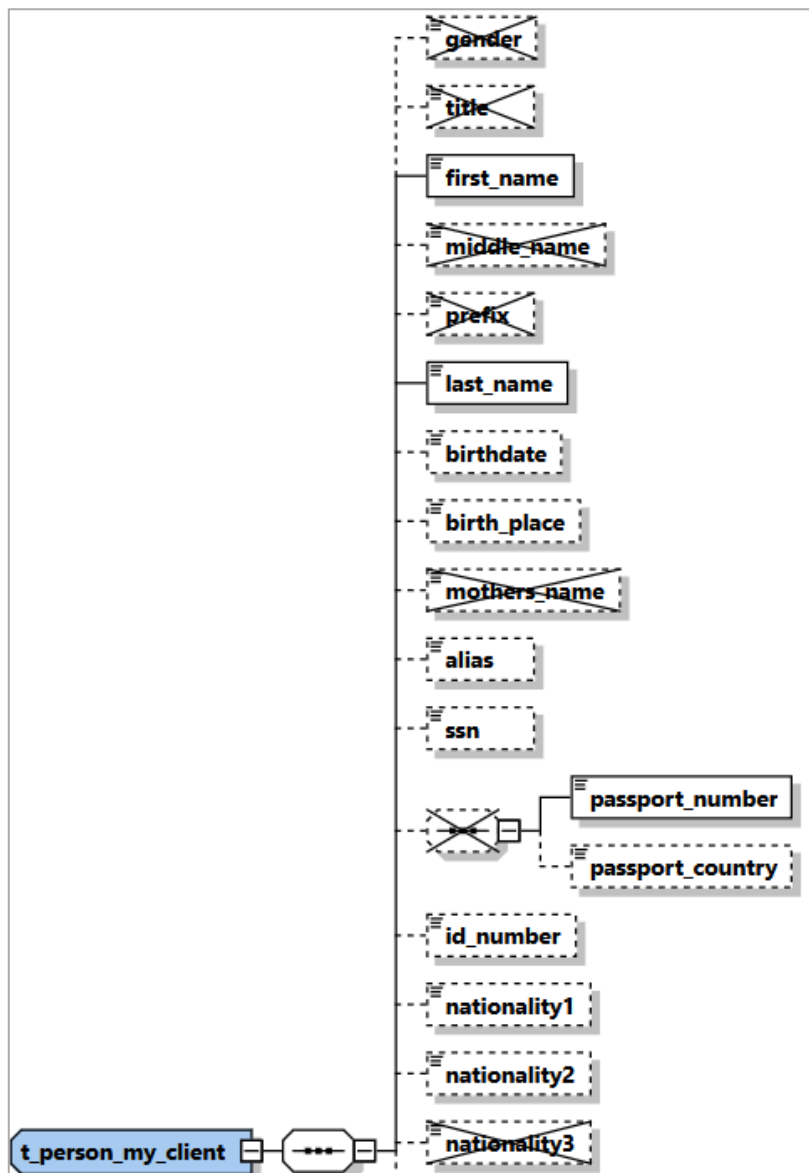 gender
title
first_name
middle_name
prefix
last_name
birthdate
birth_place
mothers_name
alias
ssn
passport_number
passport_country
id_number
nationality1
nationality2
nationality3
t_person_my_client